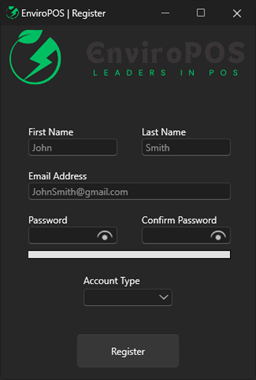 EnviroPOS | Register
EnviroPOS
LEADERS IN POS
First Name
Last Name
John
Smith
Email Address
JohnSmith@gmail.com
Password
Confirm Password
Account Type
Register